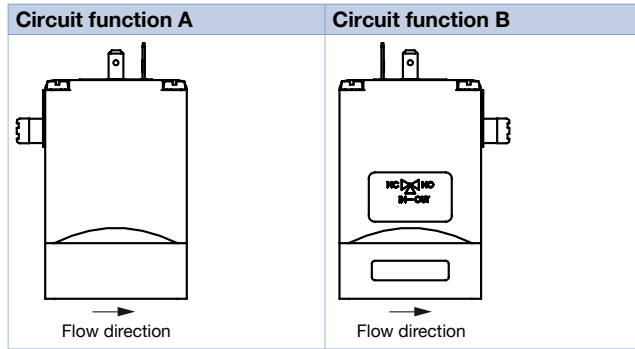 Circuit function A
Circuit function B
NC NO
IN-OUT
Flow direction
Flow direction